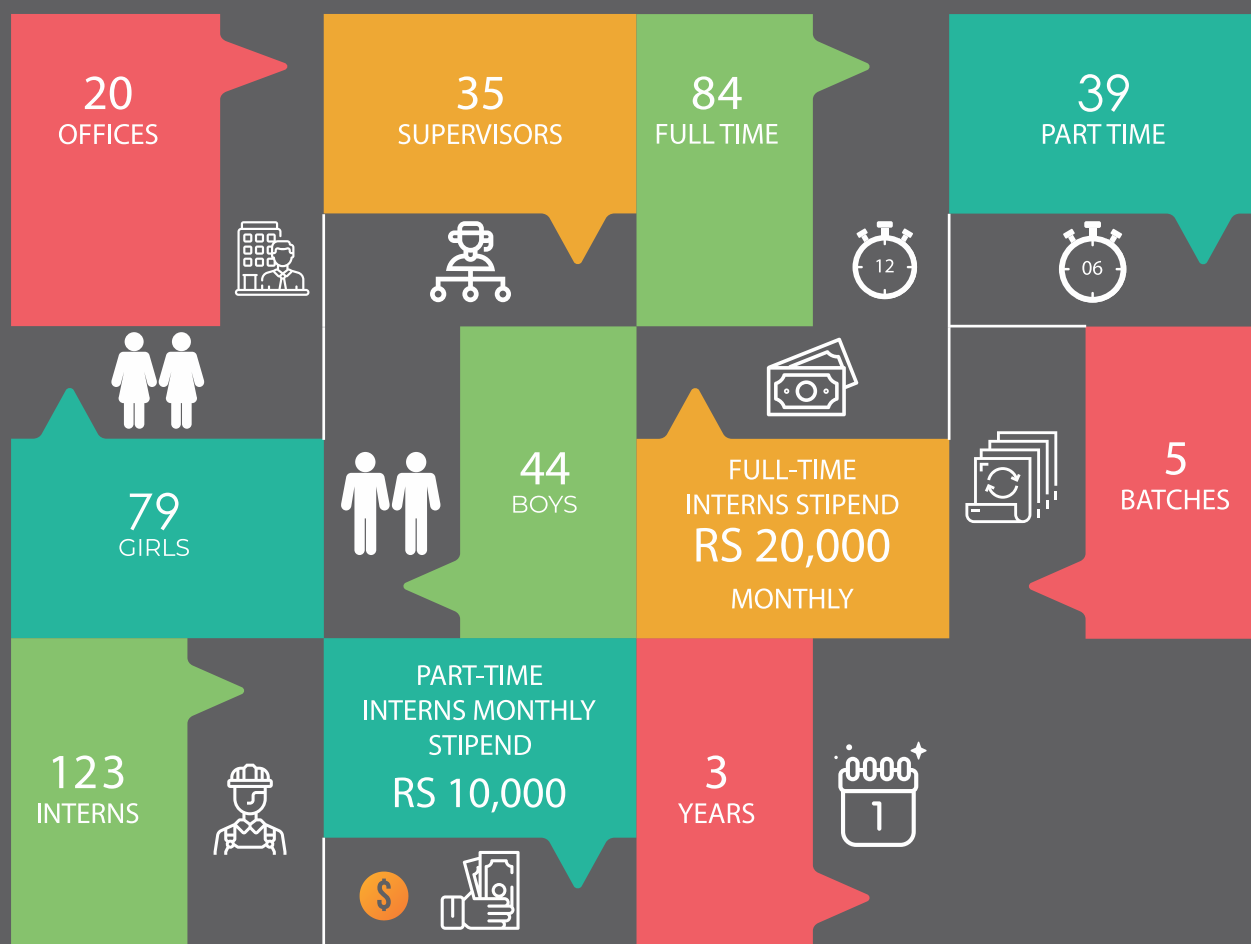 20
OFFICES
35
SUPERVISORS
84
FULL TIME
39
PART TIME
12
06
79
GIRLS
44
BOYS
FULL-TIME
INTERNS STIPEND
RS 20,000
MONTHLY
5
BATCHES
123
INTERNS
PART-TIME
INTERNS MONTHLY
STIPEND
RS 10,000
$
3
YEARS
1